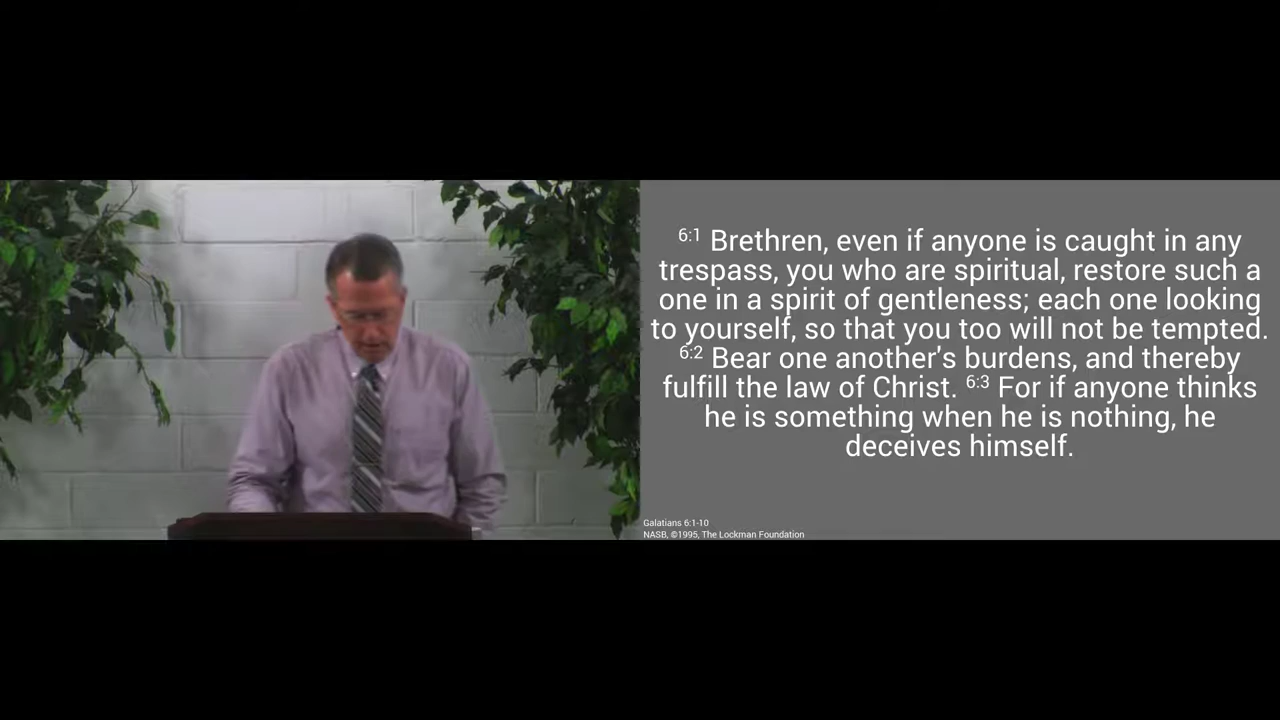 6:1 Brethren, even if anyone is caught in any
trespass, you who are spiritual, restore such a
one in a spirit of gentleness; each one looking
to yourself, so that you too will not be tempted.
6:2 Bear one another's burdens, and thereby
fulfill the law of Christ. 6:3 For if anyone thinks
he is something when he is nothing, he
deceives himself.
Galatians 6:1-10
NASB, ©1995, The Lockman Foundation